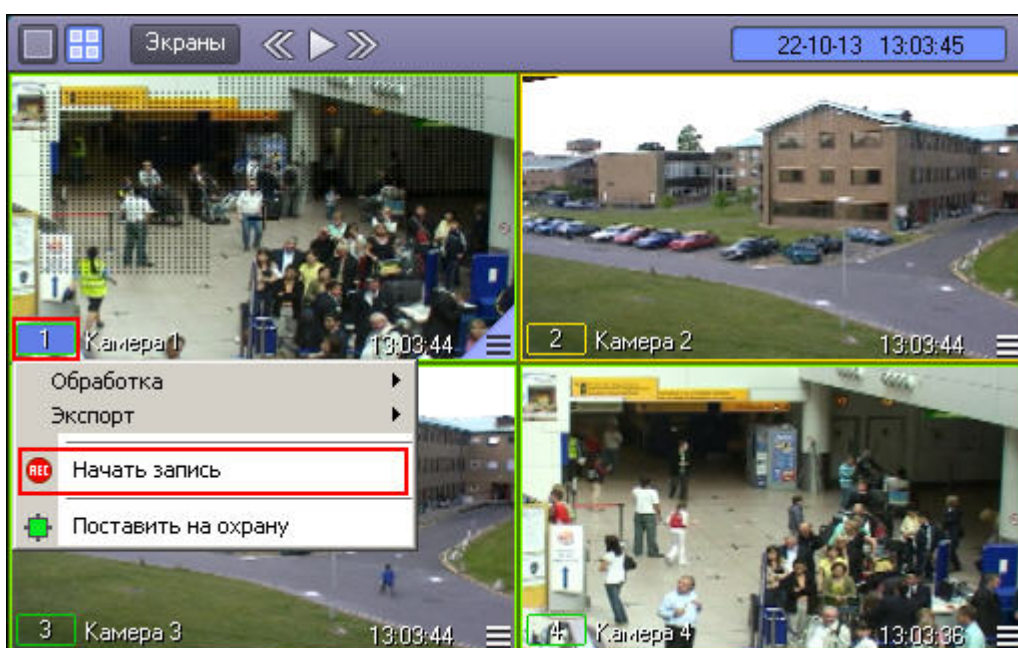 Экраны
22-10-13 13:03:45
1 Камера 1 13:03:44
2 Камера 2 13:03:44
Обработка
Экспорт
REC Начать запись
Поставить на охрану
3 Камера 3 13:03:44
4 Камера 4 13:03:36